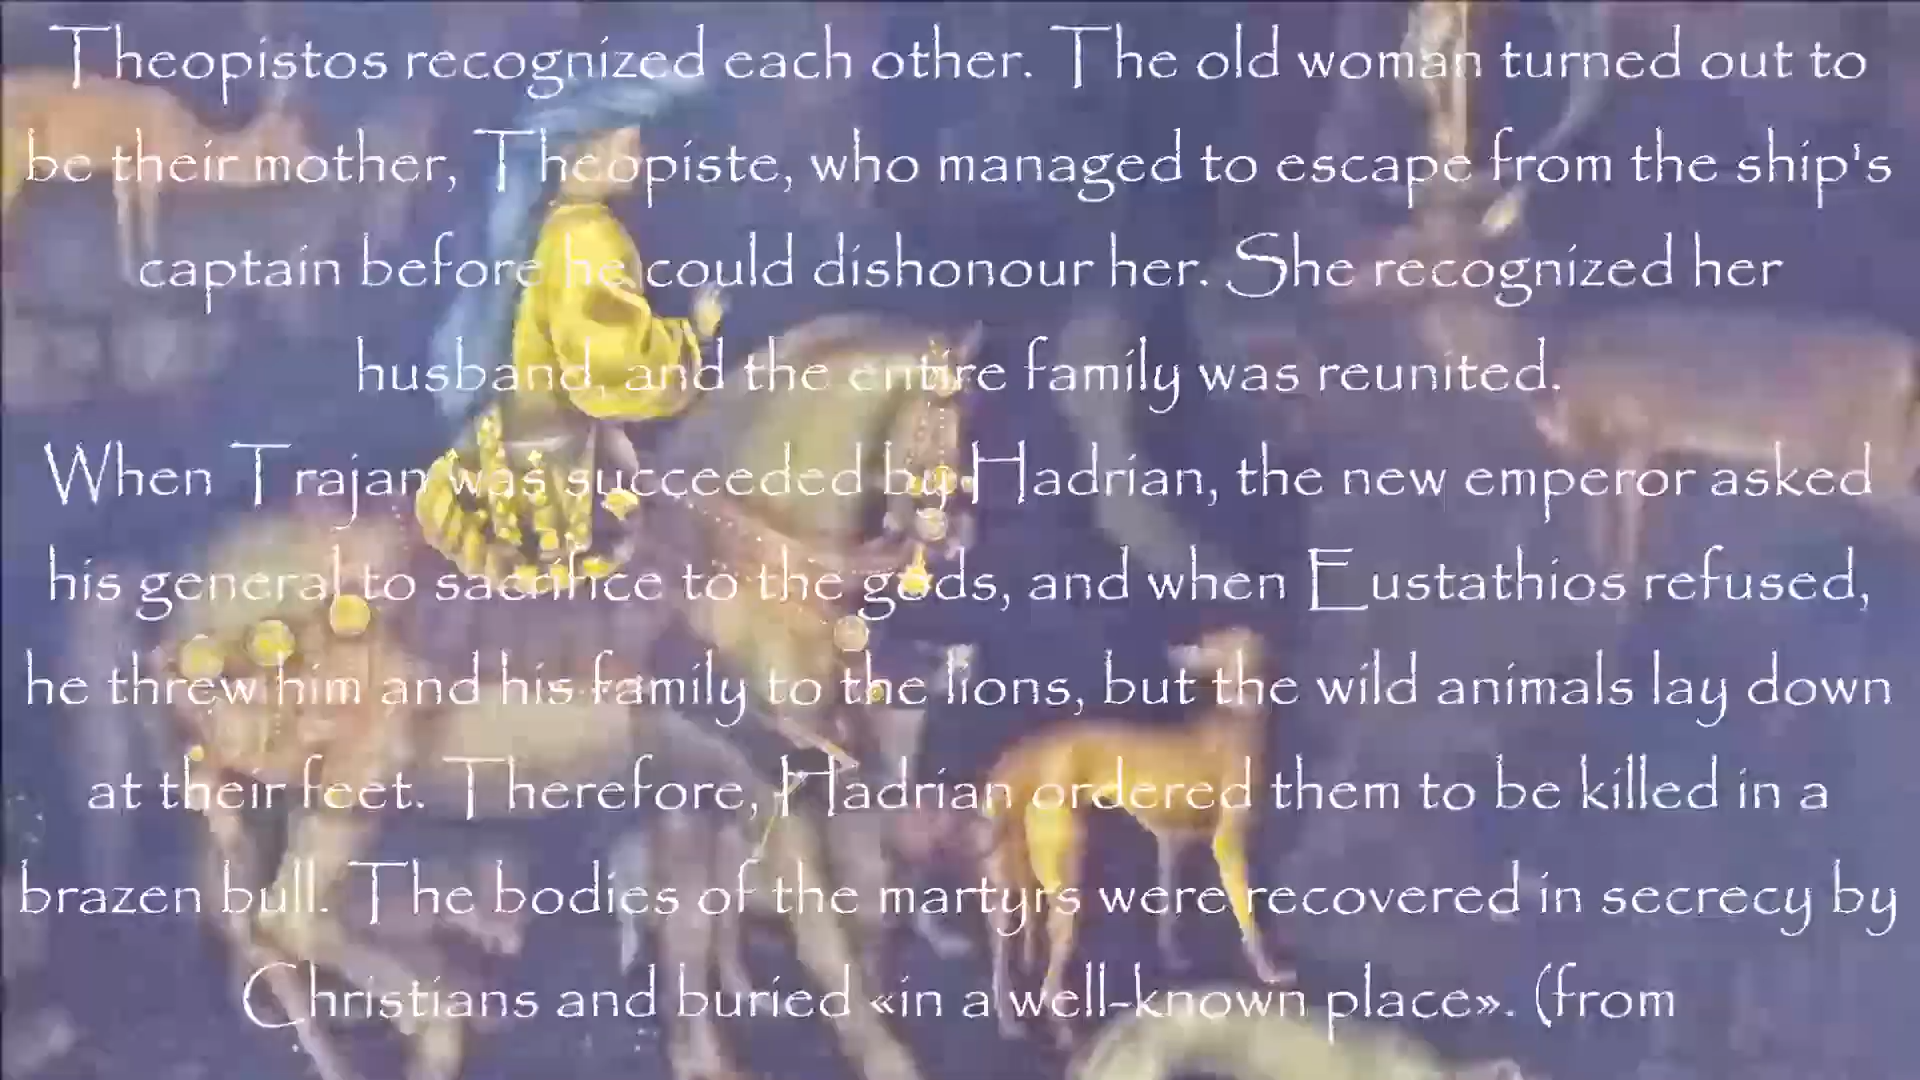 Theopistos recognized each other. The old woman turned out to
be their mother, Theopiste, who managed to escape from the ship's
captain before he could dishonour her. She recognized her
husband, and the entire family was reunited.
When Trajan was succeeded by Hadrian, the new emperor asked
his general to sacrifice to the gods, and when Eustathios refused,
he threw him and his family to the lions, but the wild animals lay down
at their feet. Therefore, Hadrian ordered them to be killed in a
brazen bull. The bodies of the martyrs were recovered in secrecy by
Christians and buried «in a well-known place». (from